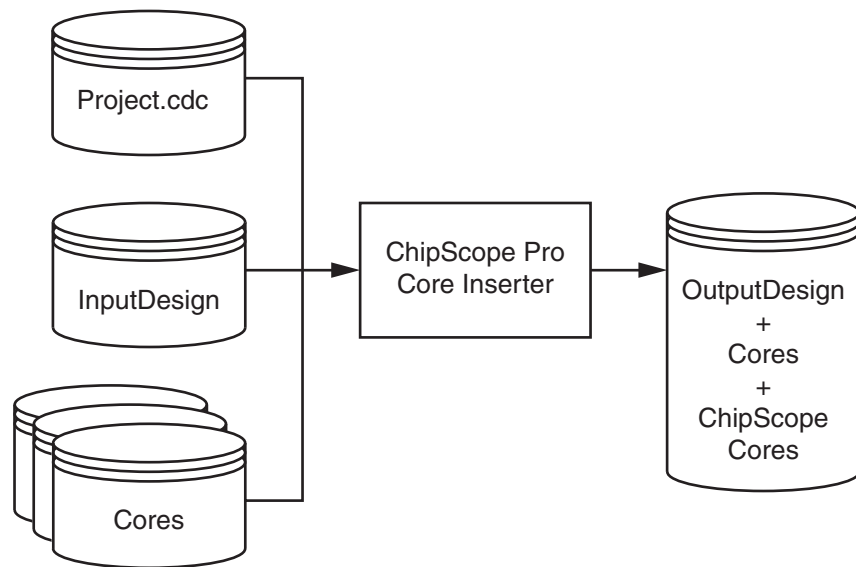 Project.cdc
InputDesign
Cores
ChipScope Pro
Core Inserter
OutputDesign
+
Cores
+
ChipScope
Cores